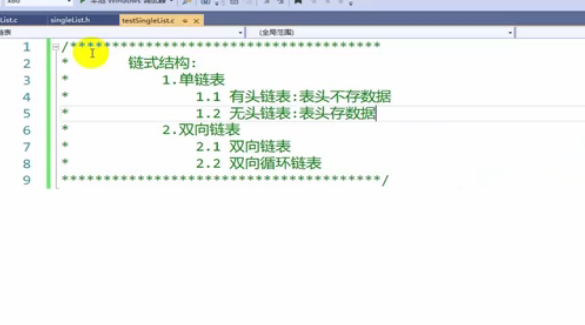 x86
本地 Windows 调试器
List.c singleList.h testSingleList.c
(全局范围)
1 /**************************************
2 * 链式结构:
3 * 1.单链表
4 * 1.1 有头链表:表头不存数据
5 * 1.2 无头链表:表头存数据
6 * 2.双向链表
7 * 2.1 双向链表
8 * 2.2 双向循环链表
9 ***************************************/